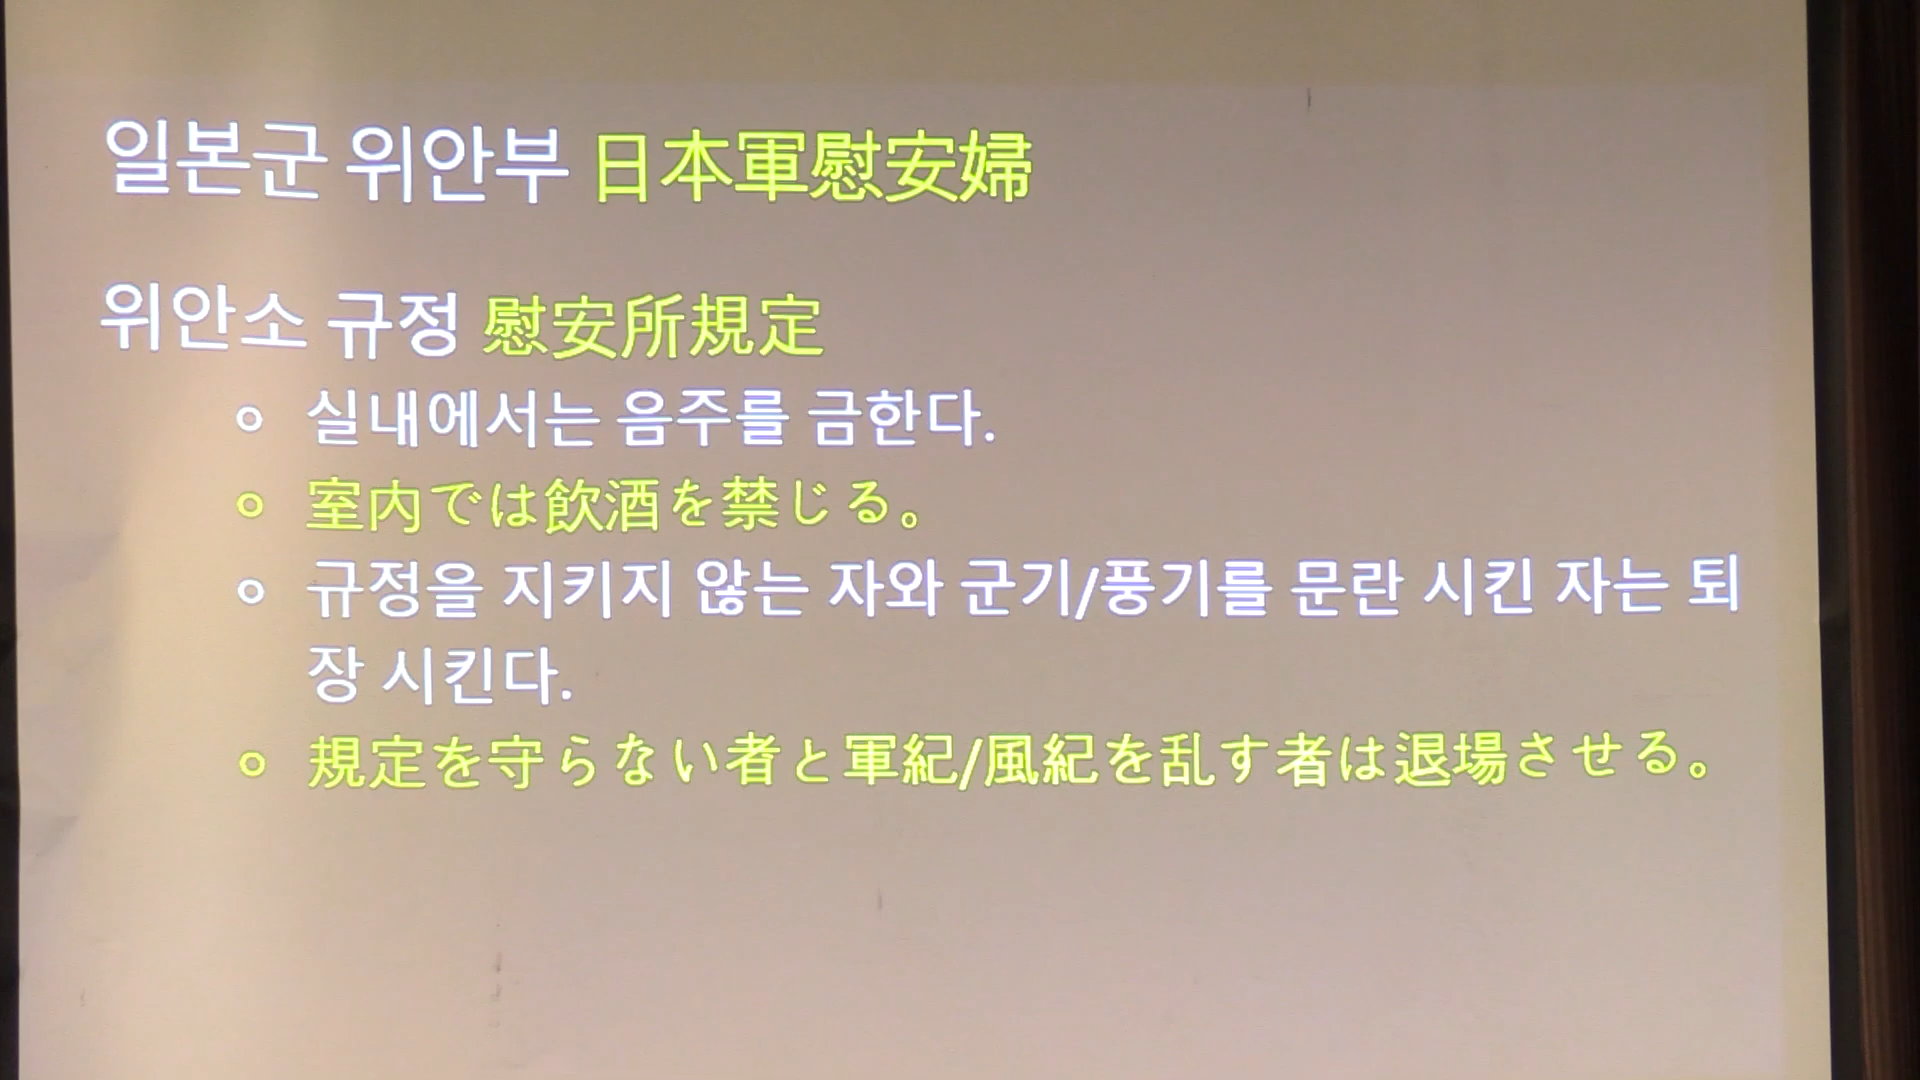 일본군 위안부 日本軍慰安婦
위안소 규정 慰安所規定
○ 실내에서는 음주를 금한다.
○ 室内では飲酒を禁じる。
○ 규정을 지키지 않는 자와 군기/풍기를 문란 시킨 자는 퇴
장 시킨다.
○ 規定を守らない者と軍紀/風紀を乱す者は退場させる。